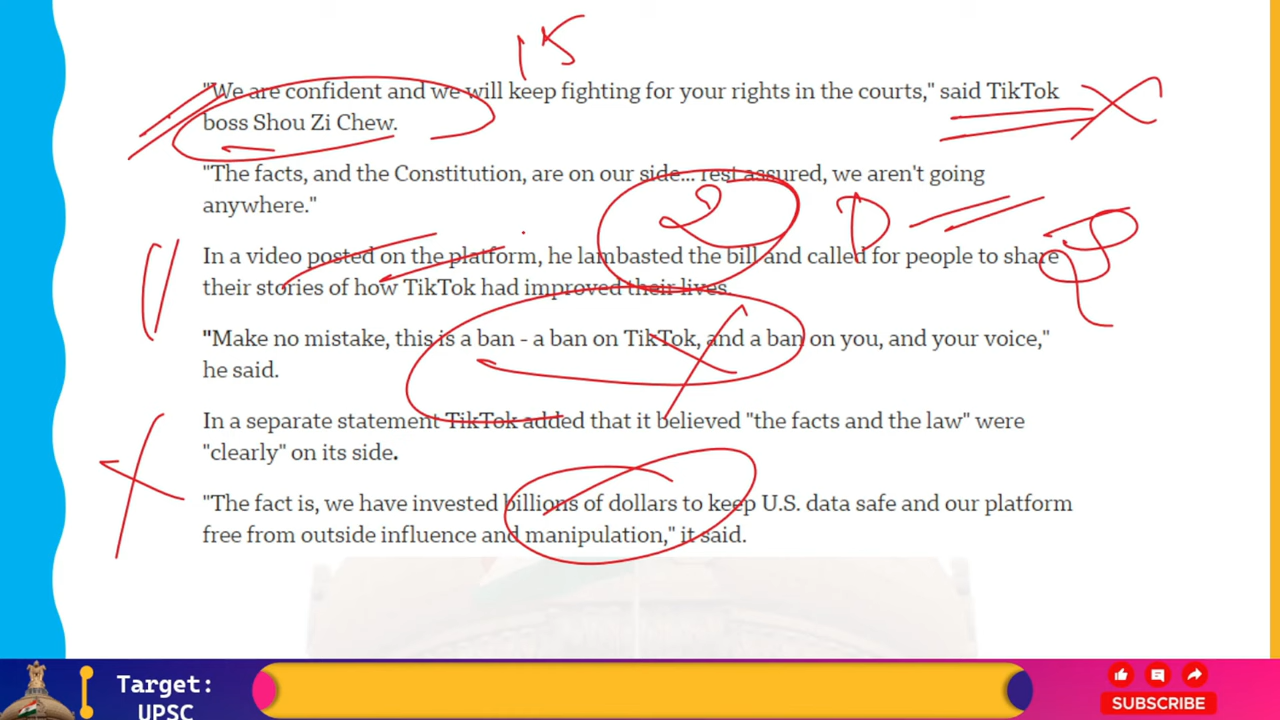 15
"We are confident and we will keep fighting for your rights in the courts," said TikTok
boss Shou Zi Chew.
"The facts, and the Constitution, are on our side... rest assured, we aren't going
anywhere."
2 D
In a video posted on the platform, he lambasted the bill and called for people to share
their stories of how TikTok had improved their lives.
"Make no mistake, this is a ban - a ban on TikTok, and a ban on you, and your voice,"
he said.
In a separate statement TikTok added that it believed "the facts and the law" were
"clearly" on its side.
"The fact is, we have invested billions of dollars to keep U.S. data safe and our platform
free from outside influence and manipulation," it said.
Target:
UPSC
SUBSCRIBE